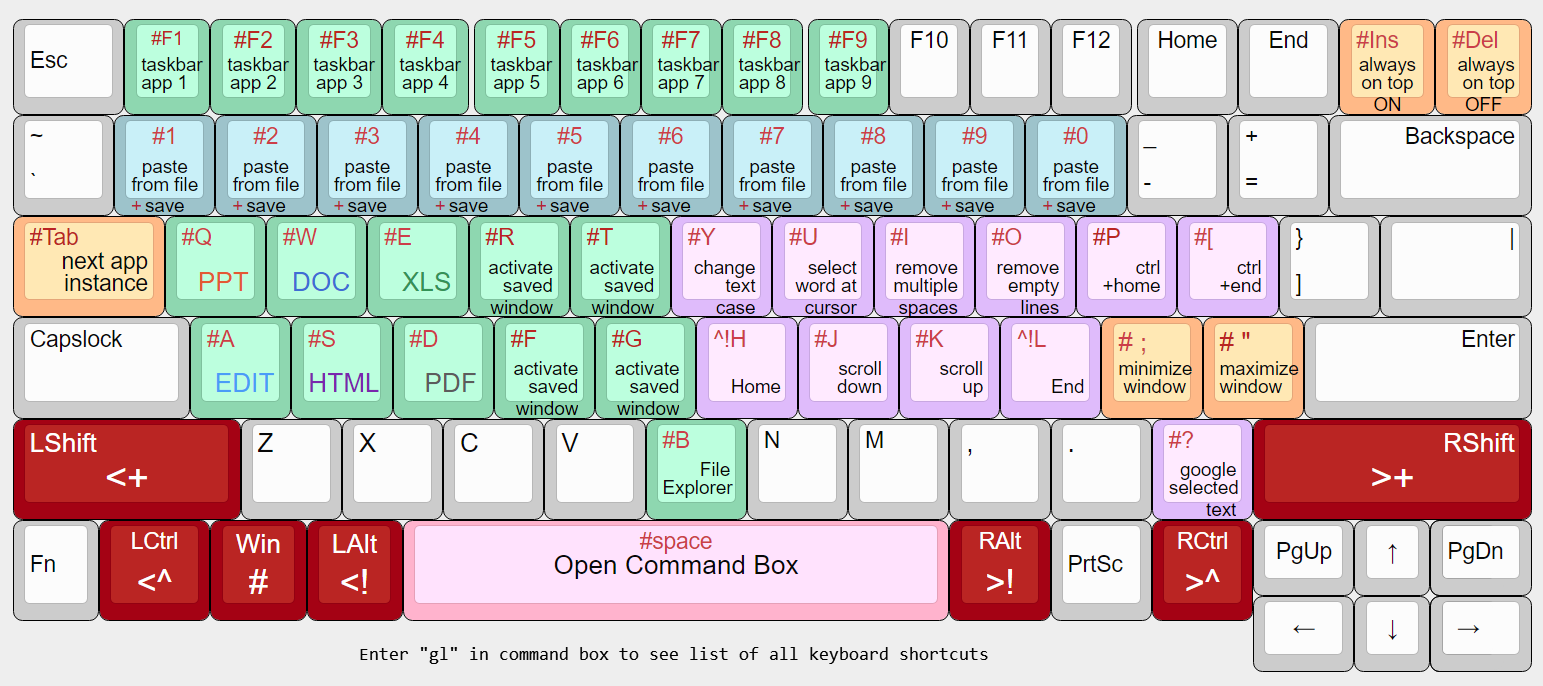 Esc
#F1
taskbar
app 1
#F2
taskbar
app 2
#F3
taskbar
app 3
#F4
taskbar
app 4
#F5
taskbar
app 5
#F6
taskbar
app 6
#F7
taskbar
app 7
#F8
taskbar
app 8
#F9
taskbar
app 9
F10
F11
F12
Home
End
#Ins
always
on top
ON
#Del
always
on top
OFF
~
`
#1
paste
from file
+ save
#2
paste
from file
+ save
#3
paste
from file
+ save
#4
paste
from file
+ save
#5
paste
from file
+ save
#6
paste
from file
+ save
#7
paste
from file
+ save
#8
paste
from file
+ save
#9
paste
from file
+ save
#0
paste
from file
+ save
_
-
+
=
Backspace
#Tab
next app
instance
#Q
PPT
#W
DOC
#E
XLS
#R
activate
saved
window
#T
activate
saved
window
#Y
change
text
case
#U
select
word at
cursor
#I
remove
multiple
spaces
#O
remove
empty
lines
#P
ctrl
+home
#[
ctrl
+end
}
]
|
Capslock
#A
EDIT
#S
HTML
#D
PDF
#F
activate
saved
window
#G
activate
saved
window
^!H
Home
#J
scroll
down
#K
scroll
up
^!L
End
# ;
minimize
window
# "
maximize
window
Enter
LShift
<+
Z
X
C
V
#B
File
Explorer
N
M
,
.
#?
google
selected
text
RShift
>+
Fn
LCtrl
<^
Win
#
LAlt
<!
#space
Open Command Box
RAlt
>!
PrtSc
RCtrl
>^
PgUp
↑
PgDn
←
↓
→
Enter "gl" in command box to see list of all keyboard shortcuts